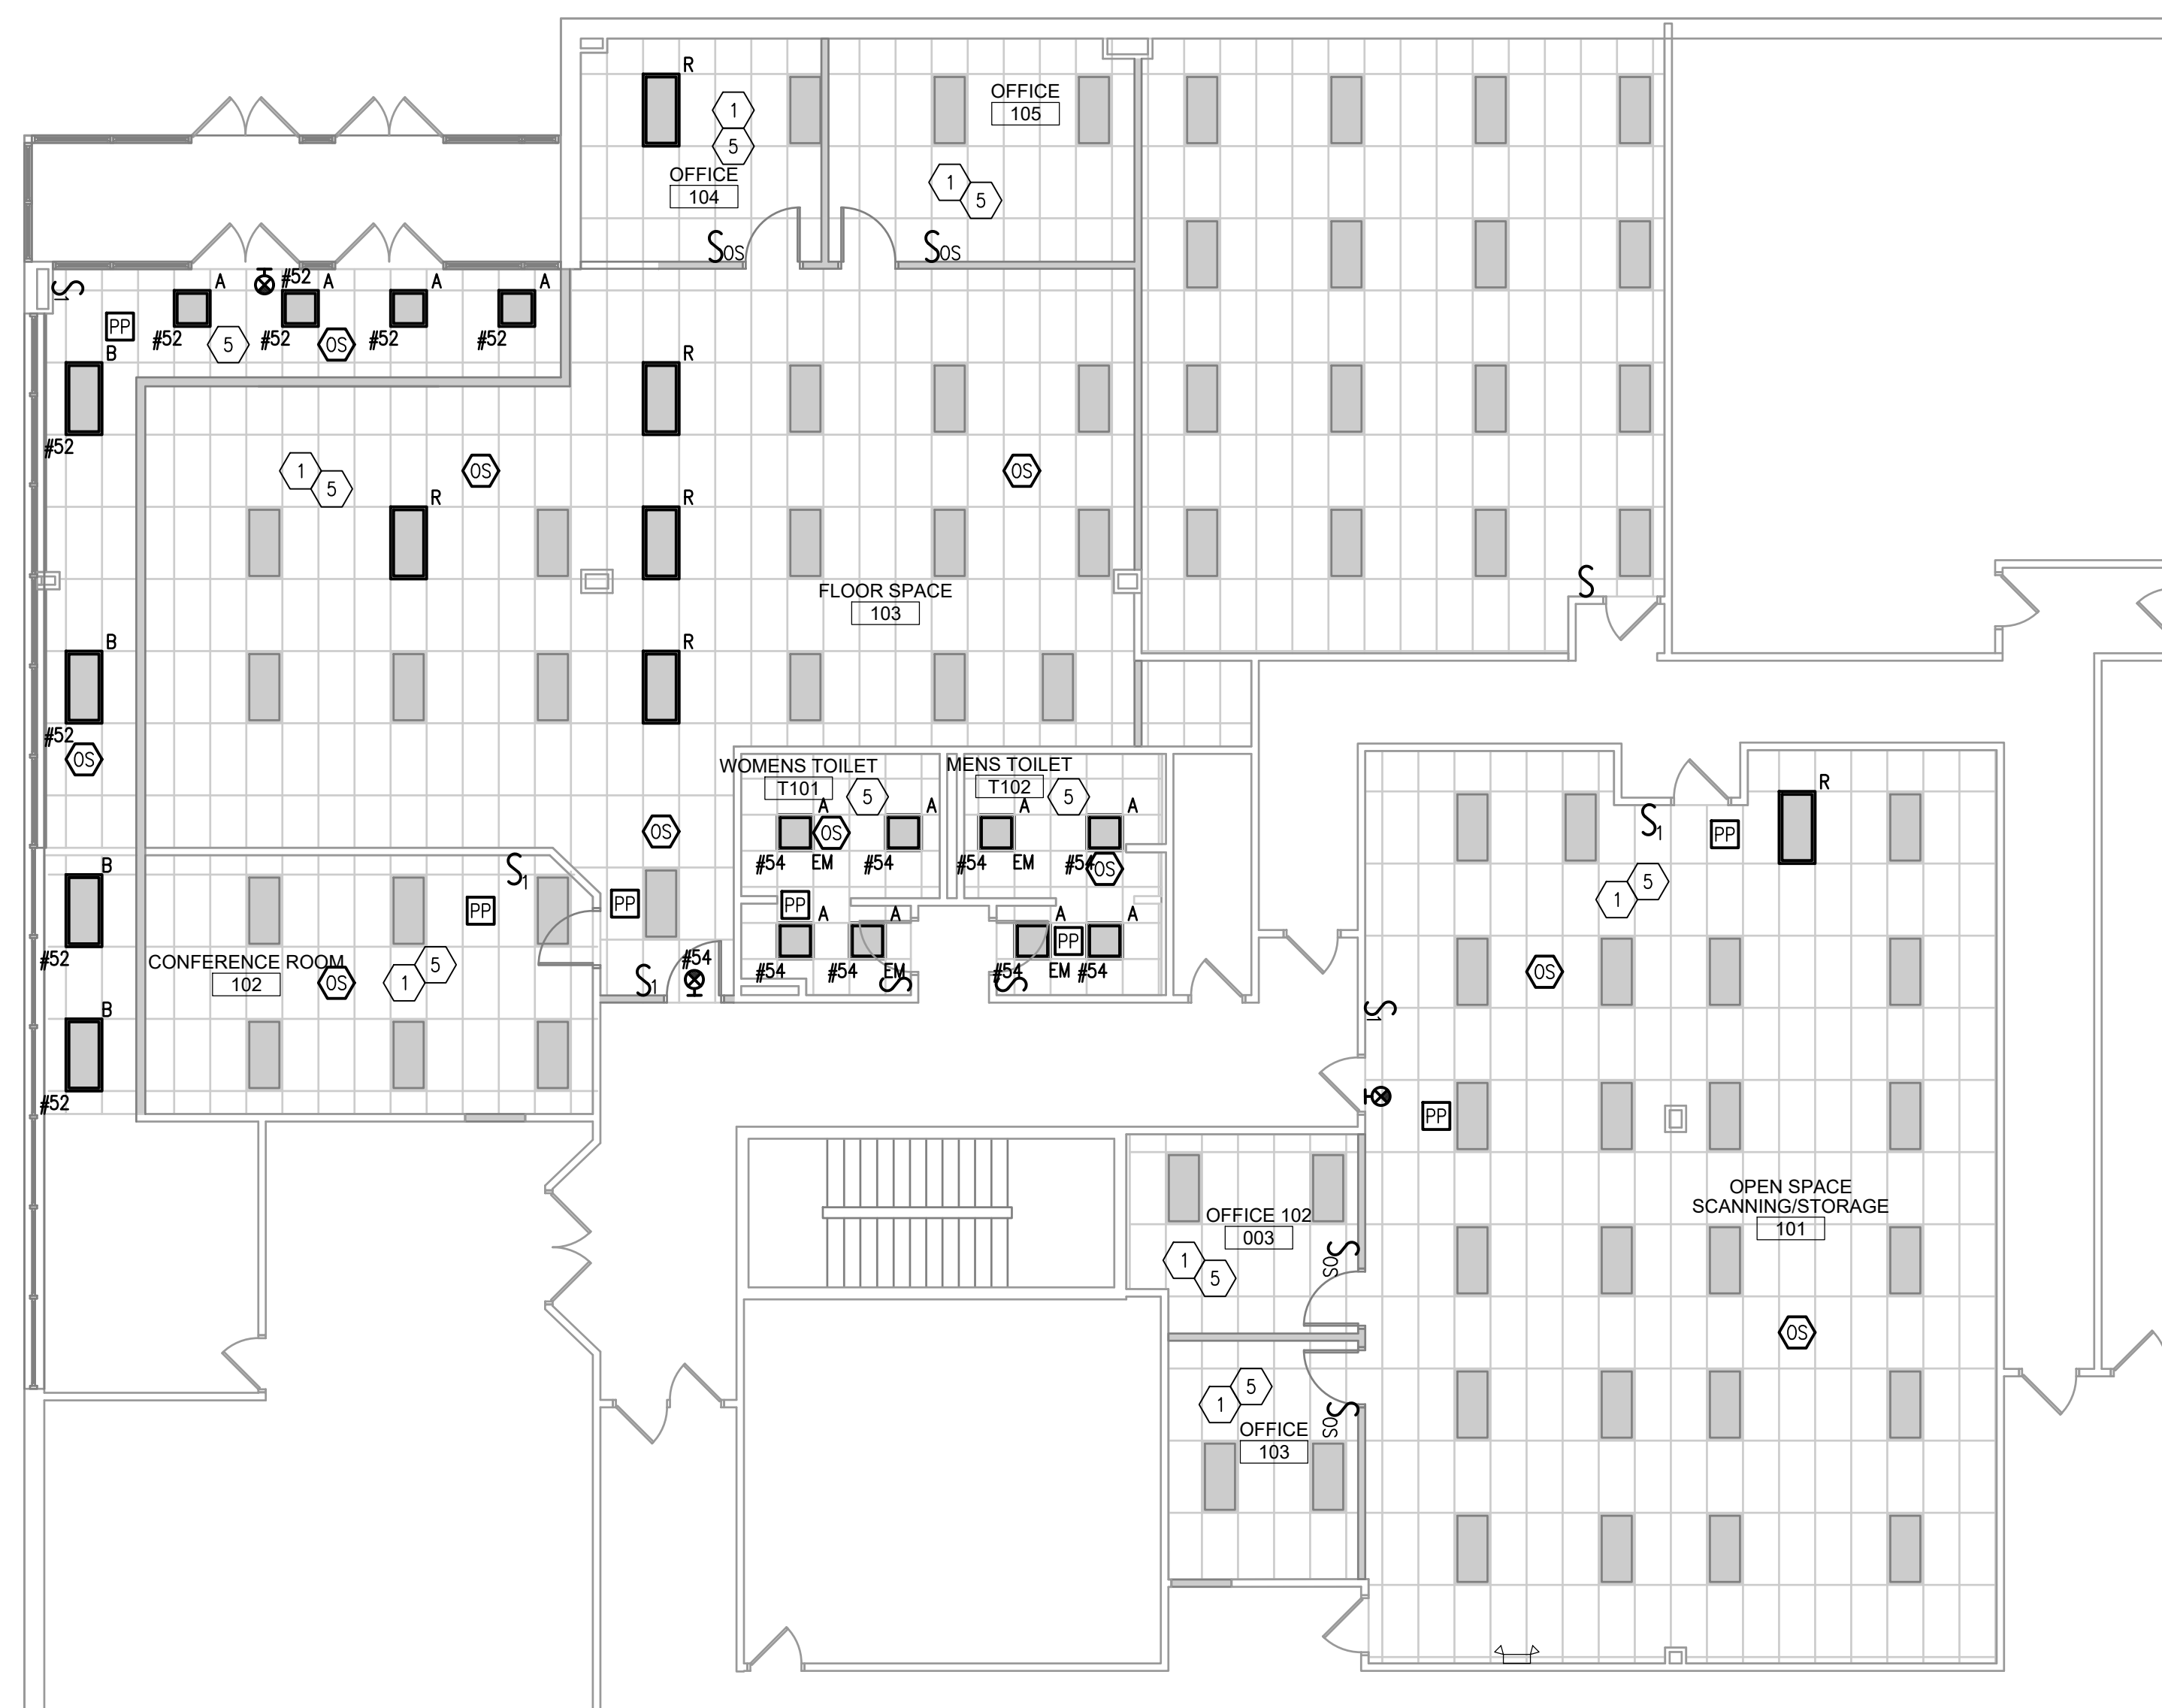 R
1
5
OFFICE
104
OFFICE
105
1
5
SOS
SOS
S1
#52
A
A
A
A
PP
#52
5
#52
OS
#52
#52
B
#52
R
1
5
OS
OS
R
R
FLOOR SPACE
103
S
B
#52
R
OS
WOMENS TOILET
T101
5
MENS TOILET
T102
5
R
A
OS
A
A
A
S1
PP
OS
#54
EM
#54
#54
EM
#54
OS
1
5
B
S1
PP
PP
PP
A
A
A
PP
A
#52
CONFERENCE ROOM
102
OS
1
5
S1
#54
#54
#54
EM
S
#54
S
EM
#54
OS
S1
B
#52
PP
OPEN SPACE
SCANNING/STORAGE
101
OFFICE 102
003
1
5
SOS
OS
1
5
SOS
OFFICE
103